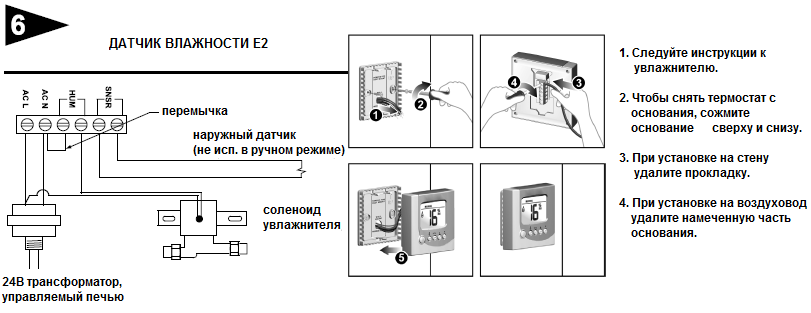 6
ДАТЧИК ВЛАЖНОСТИ E2
AC L
AC N
HUM
SNSR
перемычка
наружный датчик
(не исп. в ручном режиме)
соленоид
увлажнителя
24В трансформатор,
управляемый печью
1
2
3
4
16
5
16
1. Следуйте инструкции к
увлажнителю.
2. Чтобы снять термостат с
основания, сожмите
основание сверху и снизу.
3. При установке на стену
удалите прокладку.
4. При установке на воздуховод
удалите намеченную часть
основания.